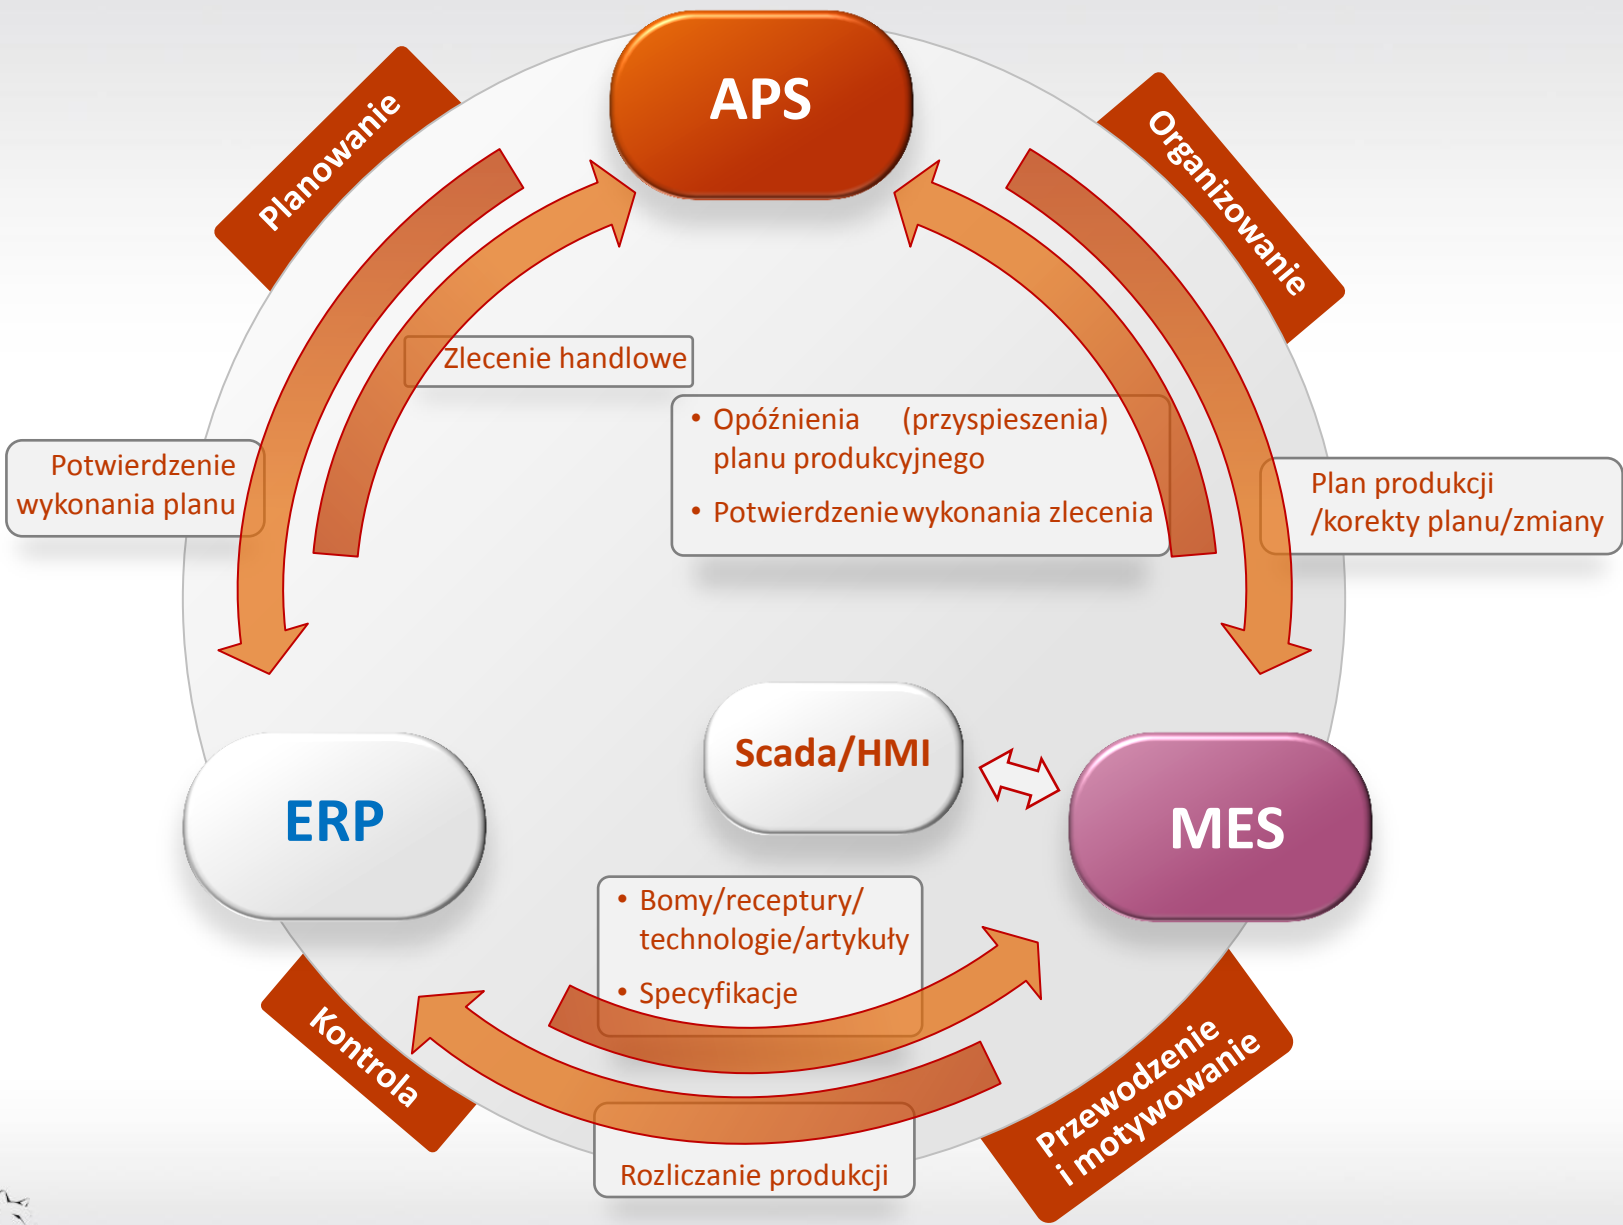 APS
Planowanie
Organizowanie
Zlecenie handlowe
• Opóźnienia (przyspieszenia)
planu produkcyjnego
• Potwierdzenie wykonania zlecenia
Potwierdzenie
wykonania planu
Plan produkcji
/korekty planu/zmiany
Scada/HMI
ERP
MES
• Bomy/receptury/
technologie/artykuły
• Specyfikacje
Kontrola
Przewodzenie
i motywowanie
Rozliczanie produkcji